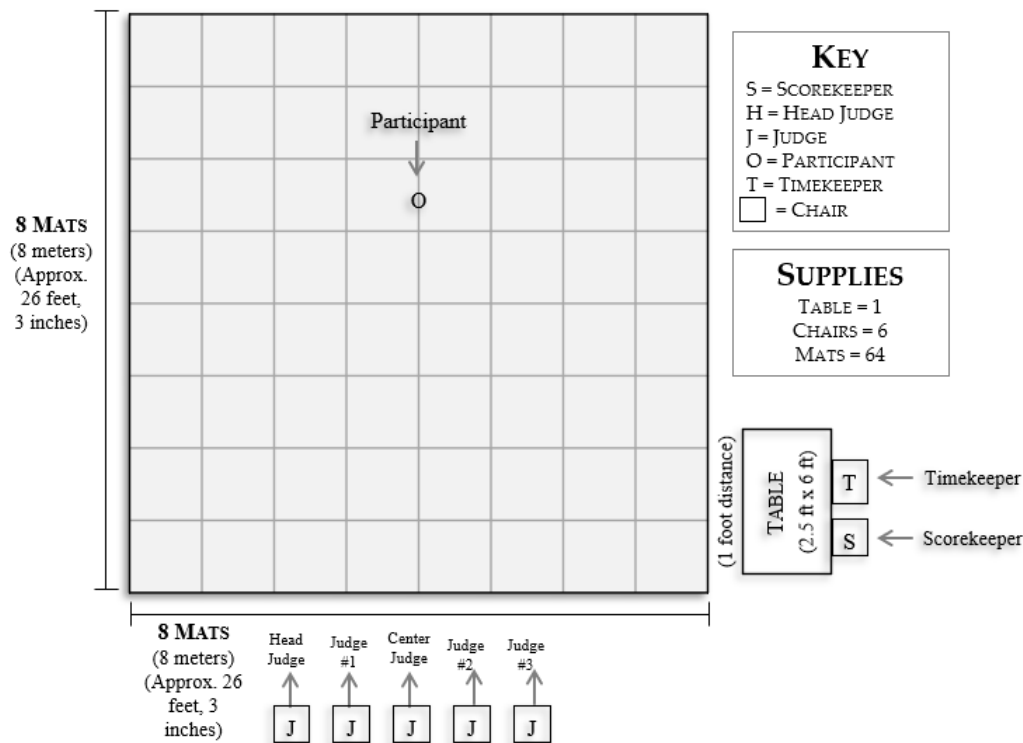 Participant
O
8 MATS
(8 meters)
(Approx.
26 feet,
3 inches)
KEY
S = SCOREKEEPER
H = HEAD JUDGE
J = JUDGE
O = PARTICIPANT
T = TIMEKEEPER
= CHAIR
SUPPLIES
TABLE = 1
CHAIRS = 6
MATS = 64
(1 foot distance)
TABLE
(2.5 ft x 6 ft)
T
Timekeeper
S
Scorekeeper
8 MATS
(8 meters)
(Approx. 26
feet, 3
inches)
Head
Judge
Judge
#1
Center
Judge
Judge
#2
Judge
#3
J
J
J
J
J